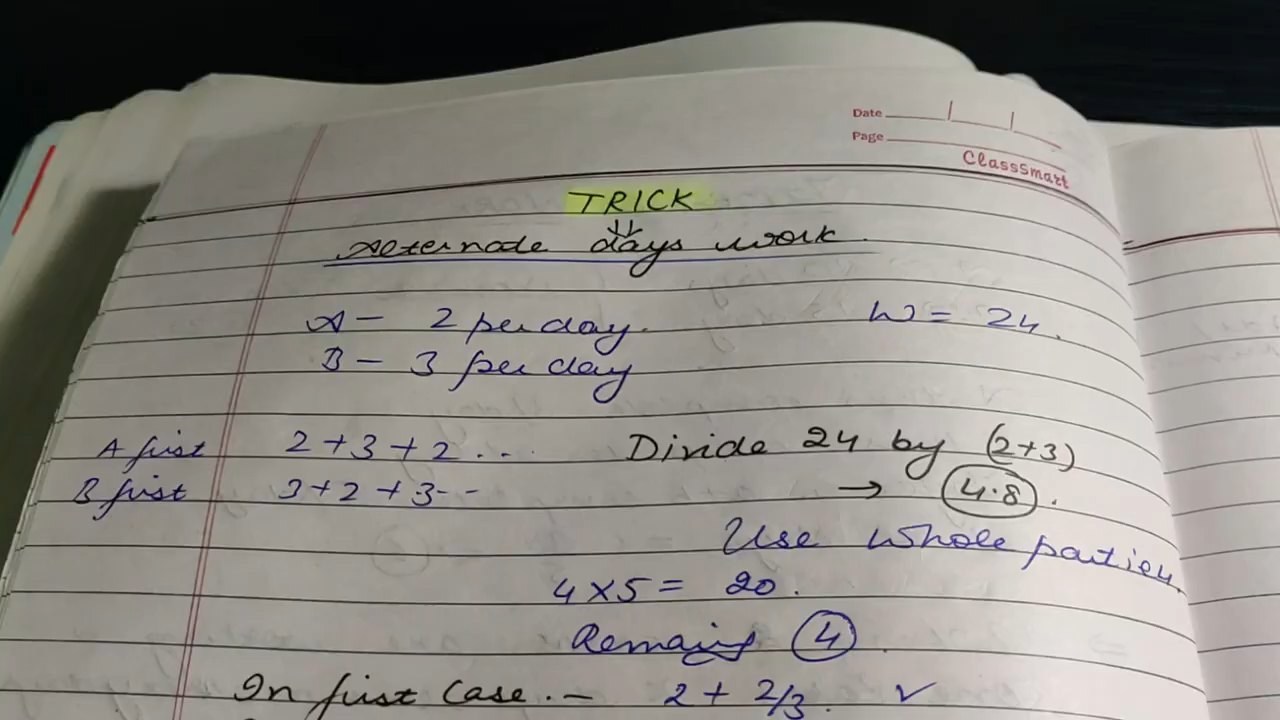 Date
Page
Classmart
TRICK
Alternate days work.
A — 2 per day.
W = 24.
B — 3 per day
A first 2 + 3 + 2 ...
Divide 24 by (2+3)
B first 3 + 2 + 3--
→ 4.8.
Use whole
4 × 5 = 20.
Remains 4.
In first Case. — 2 + 2/3. ✓